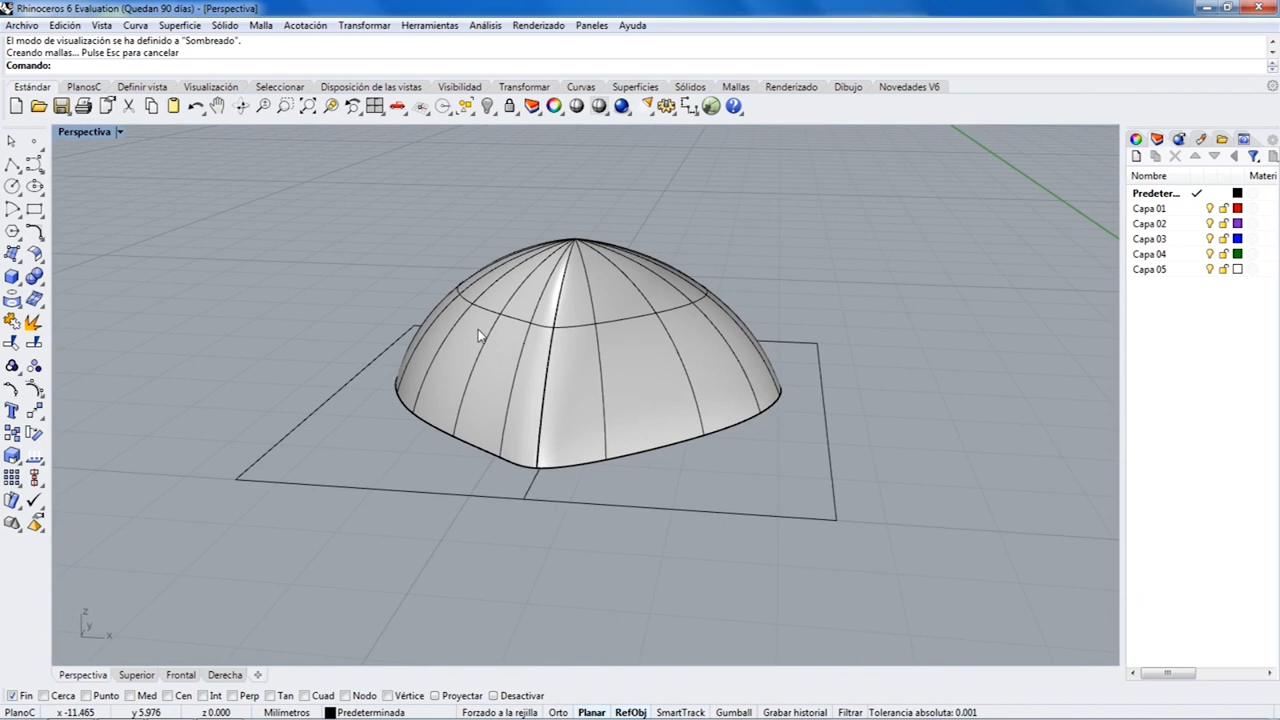 Rhinoceros 6 Evaluation (Quedan 90 días) - [Perspectiva]
Archivo Edición Vista Curva Superficie Sólido Malla Acotación Transformar Herramientas Análisis Renderizado Paneles Ayuda
El modo de visualización se ha definido a "Sombreado".
Creando mallas... Pulse Esc para cancelar
Comando:
Estándar PlanosC Definir vista Visualización Seleccionar Disposición de las vistas Visibilidad Transformar Curvas Superficies Sólidos Mallas Renderizado Dibujo Novedades V6
Perspectiva
Nombre Materi
Predeter...
Capa 01
Capa 02
Capa 03
Capa 04
Capa 05
z
y
x
Perspectiva Superior Frontal Derecha
Fin Cerca Punto Med Cen Int Perp Tan Cuad Nodo Vértice Proyectar Desactivar
PlanoC x -11.465 y 5.976 z 0.000 Milímetros Predeterminada Forzado a la rejilla Orto Planar RefObj SmartTrack Gumball Grabar historial Filtrar Tolerancia absoluta: 0.001